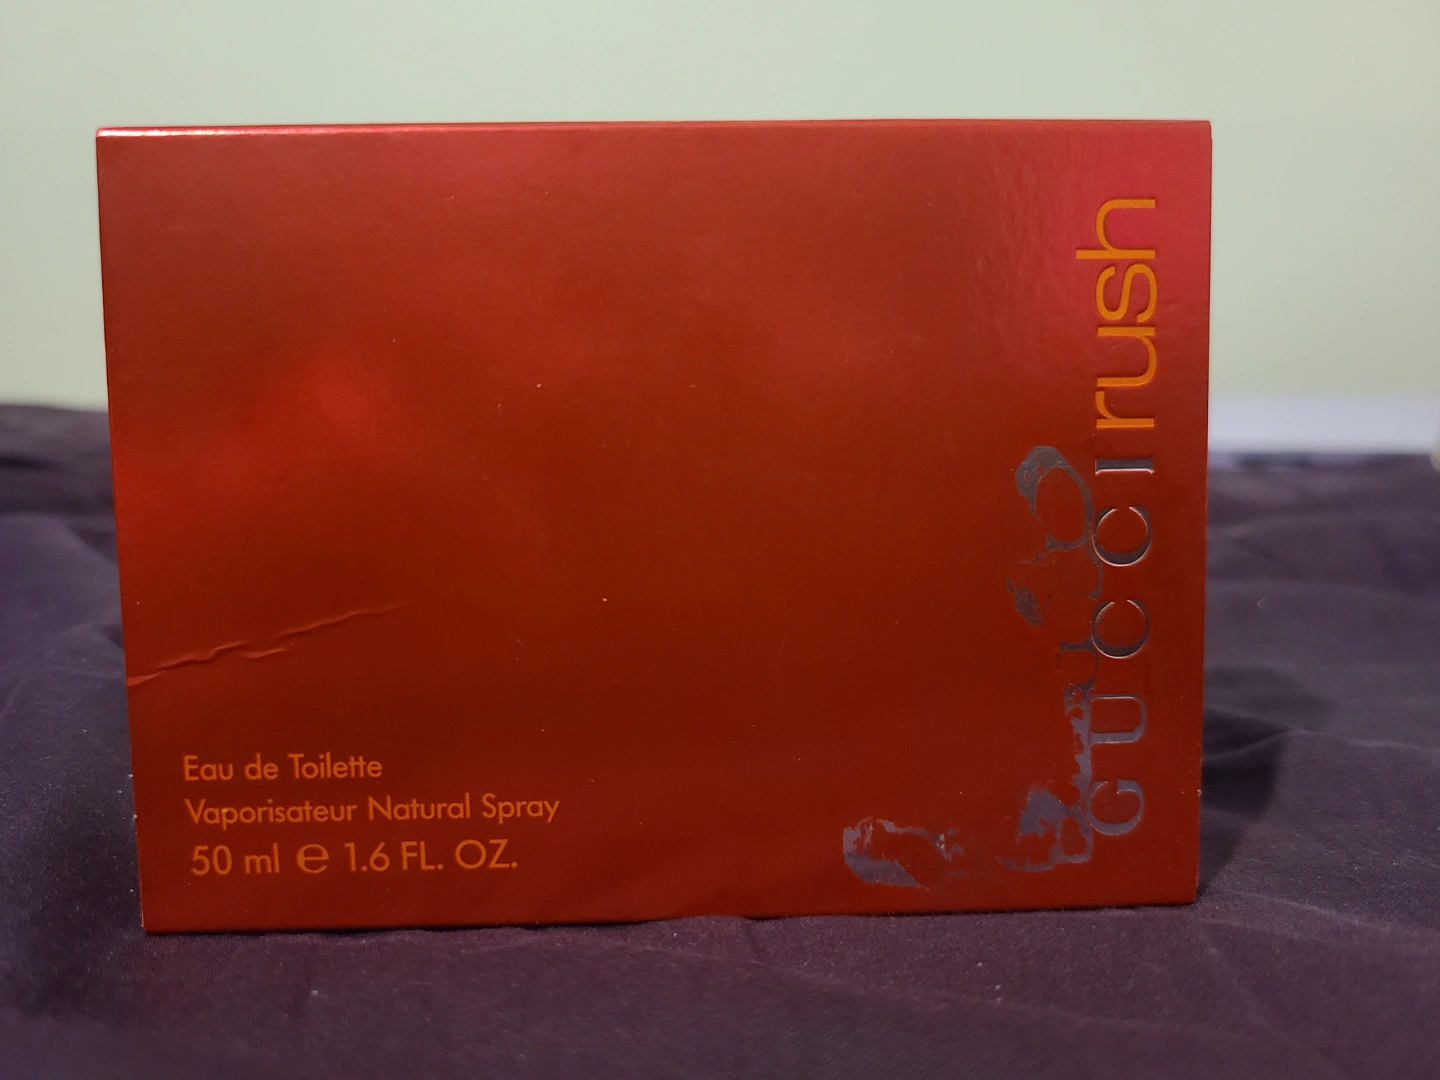 GUCCI rush
Eau de Toilette
Vaporisateur Natural Spray
50 ml ℮ 1.6 FL. OZ.